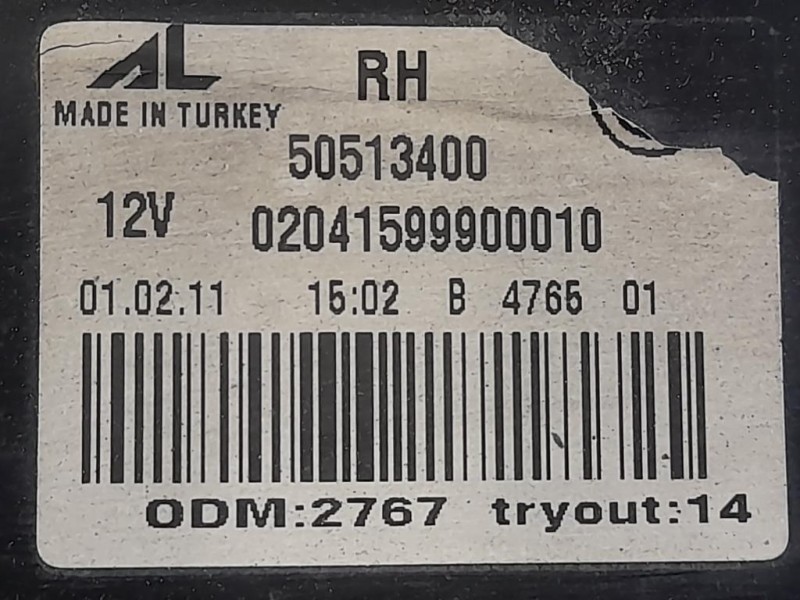 AL RH
MADE IN TURKEY
50513400
12V 02041599900010
01.02.11 15:02 B 4765 01
ODM:2767 tryout:14